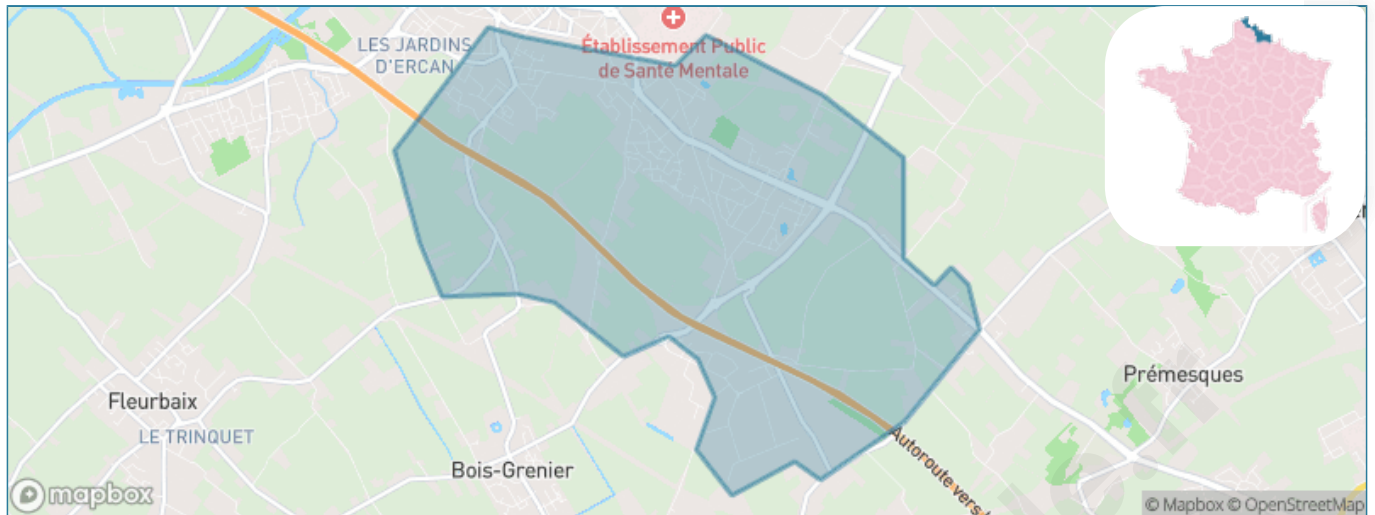 LES JARDINS
D'ERCAN
Établissement Public
de Santé Mentale
Prémesques
Fleurbaix
LE TRINQUET
Autoroute vers
Bois-Grenier
mapbox
© Mapbox © OpenStreetMap